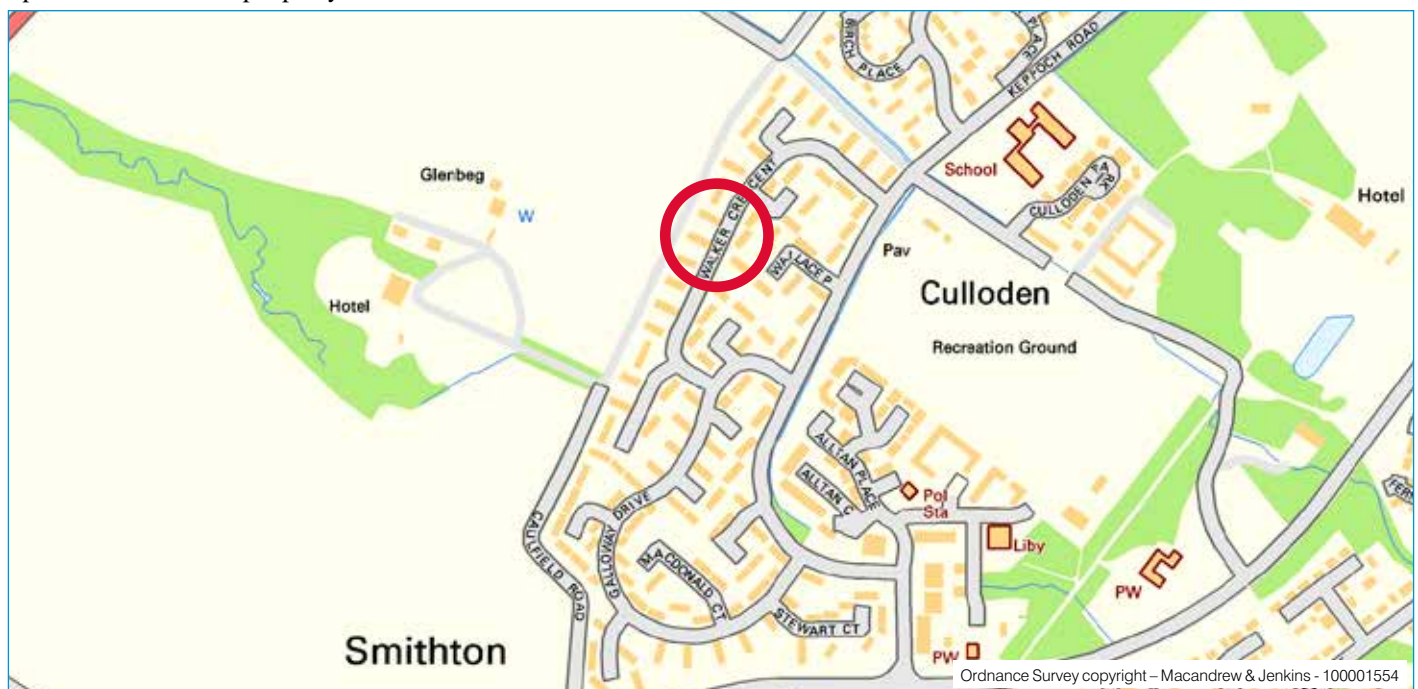 BIRCH PLACE
PLACE
KEPPOCH ROAD
School
CULLODEN PARK
Hotel
Glenbeg
W
WALKER CRESCENT
WALLACE P
Pav
Culloden
Hotel
Recreation Ground
ALLTAN PLACE
ALLTAN C
Pol
Sta
Liby
FERN
GALLOWAY DRIVE
CAULFIELD ROAD
MACDONALD CT
STEWART CT
PW
PW
Smithton
Ordnance Survey copyright – Macandrew & Jenkins - 100001554